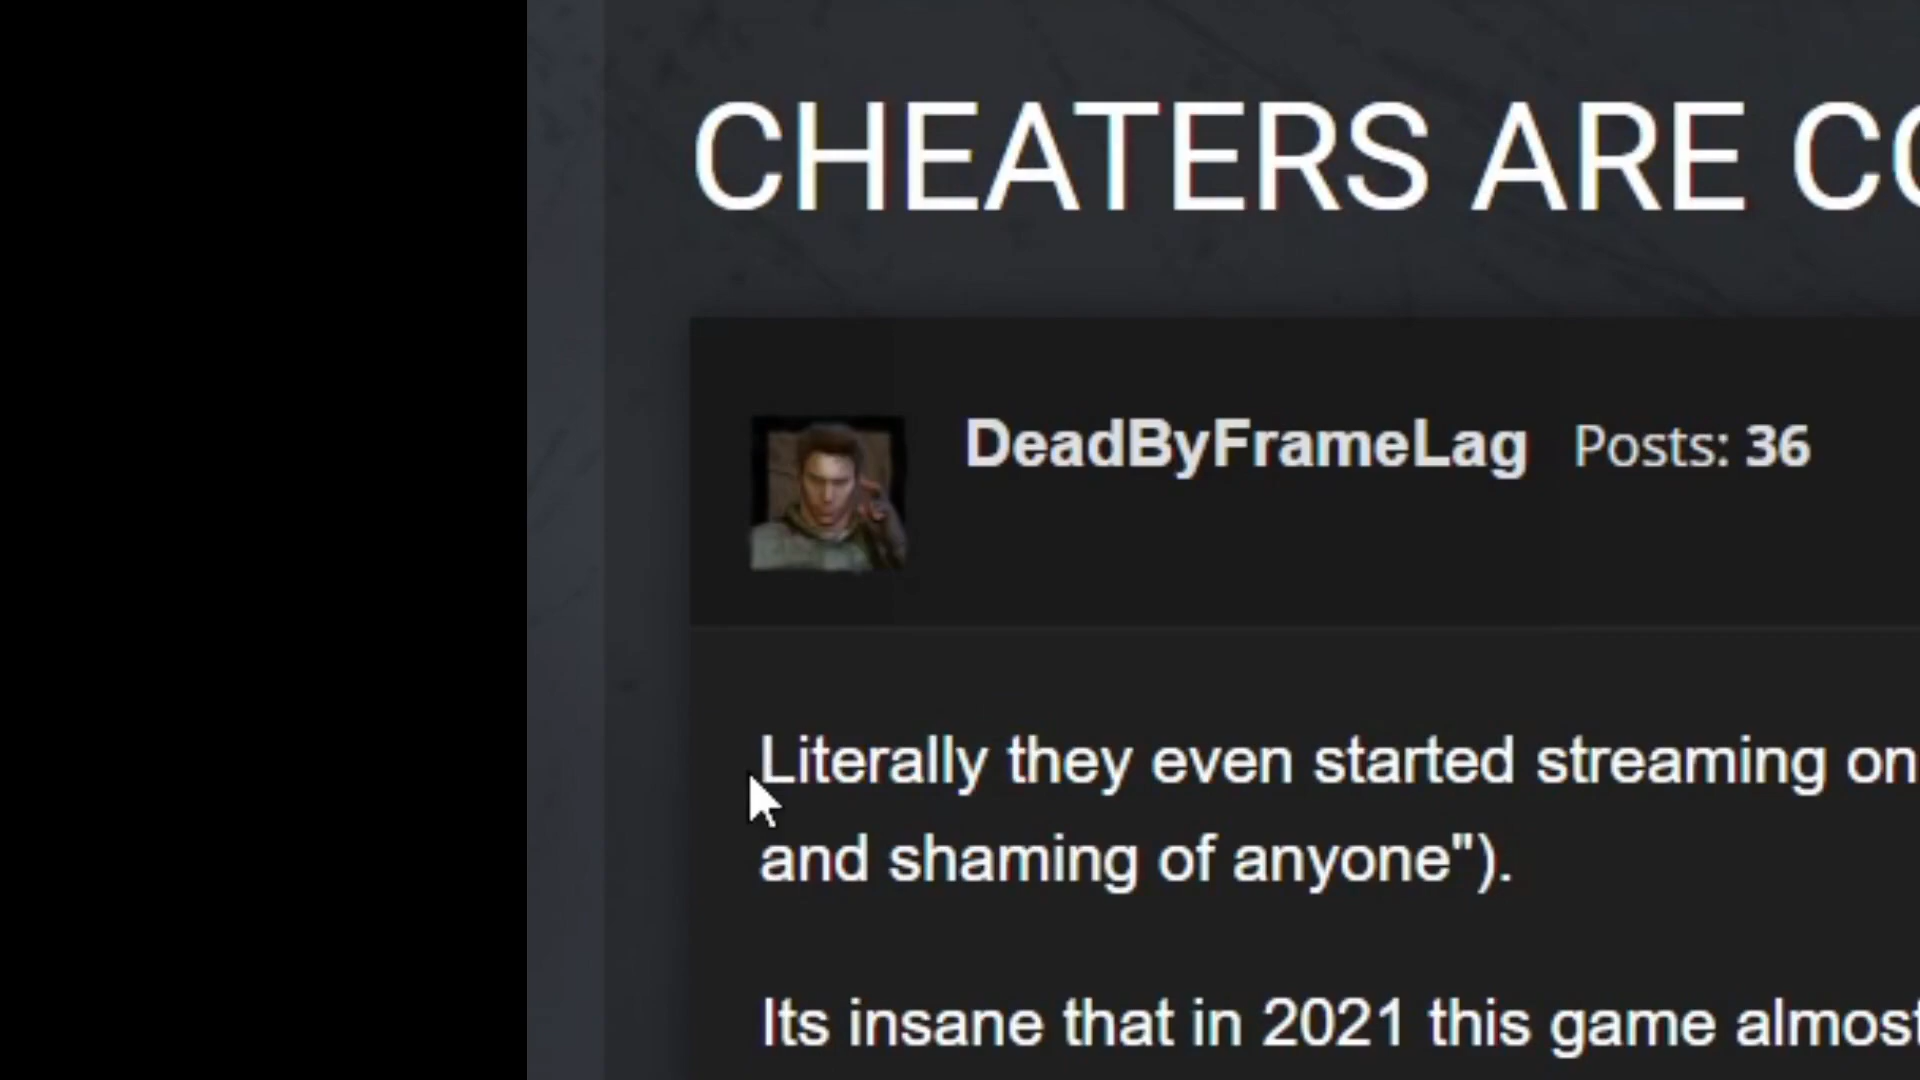 CHEATERS ARE
DeadByFrameLag Posts: 36
Literally they even started streaming on
and shaming of anyone").
Its insane that in 2021 this game almost